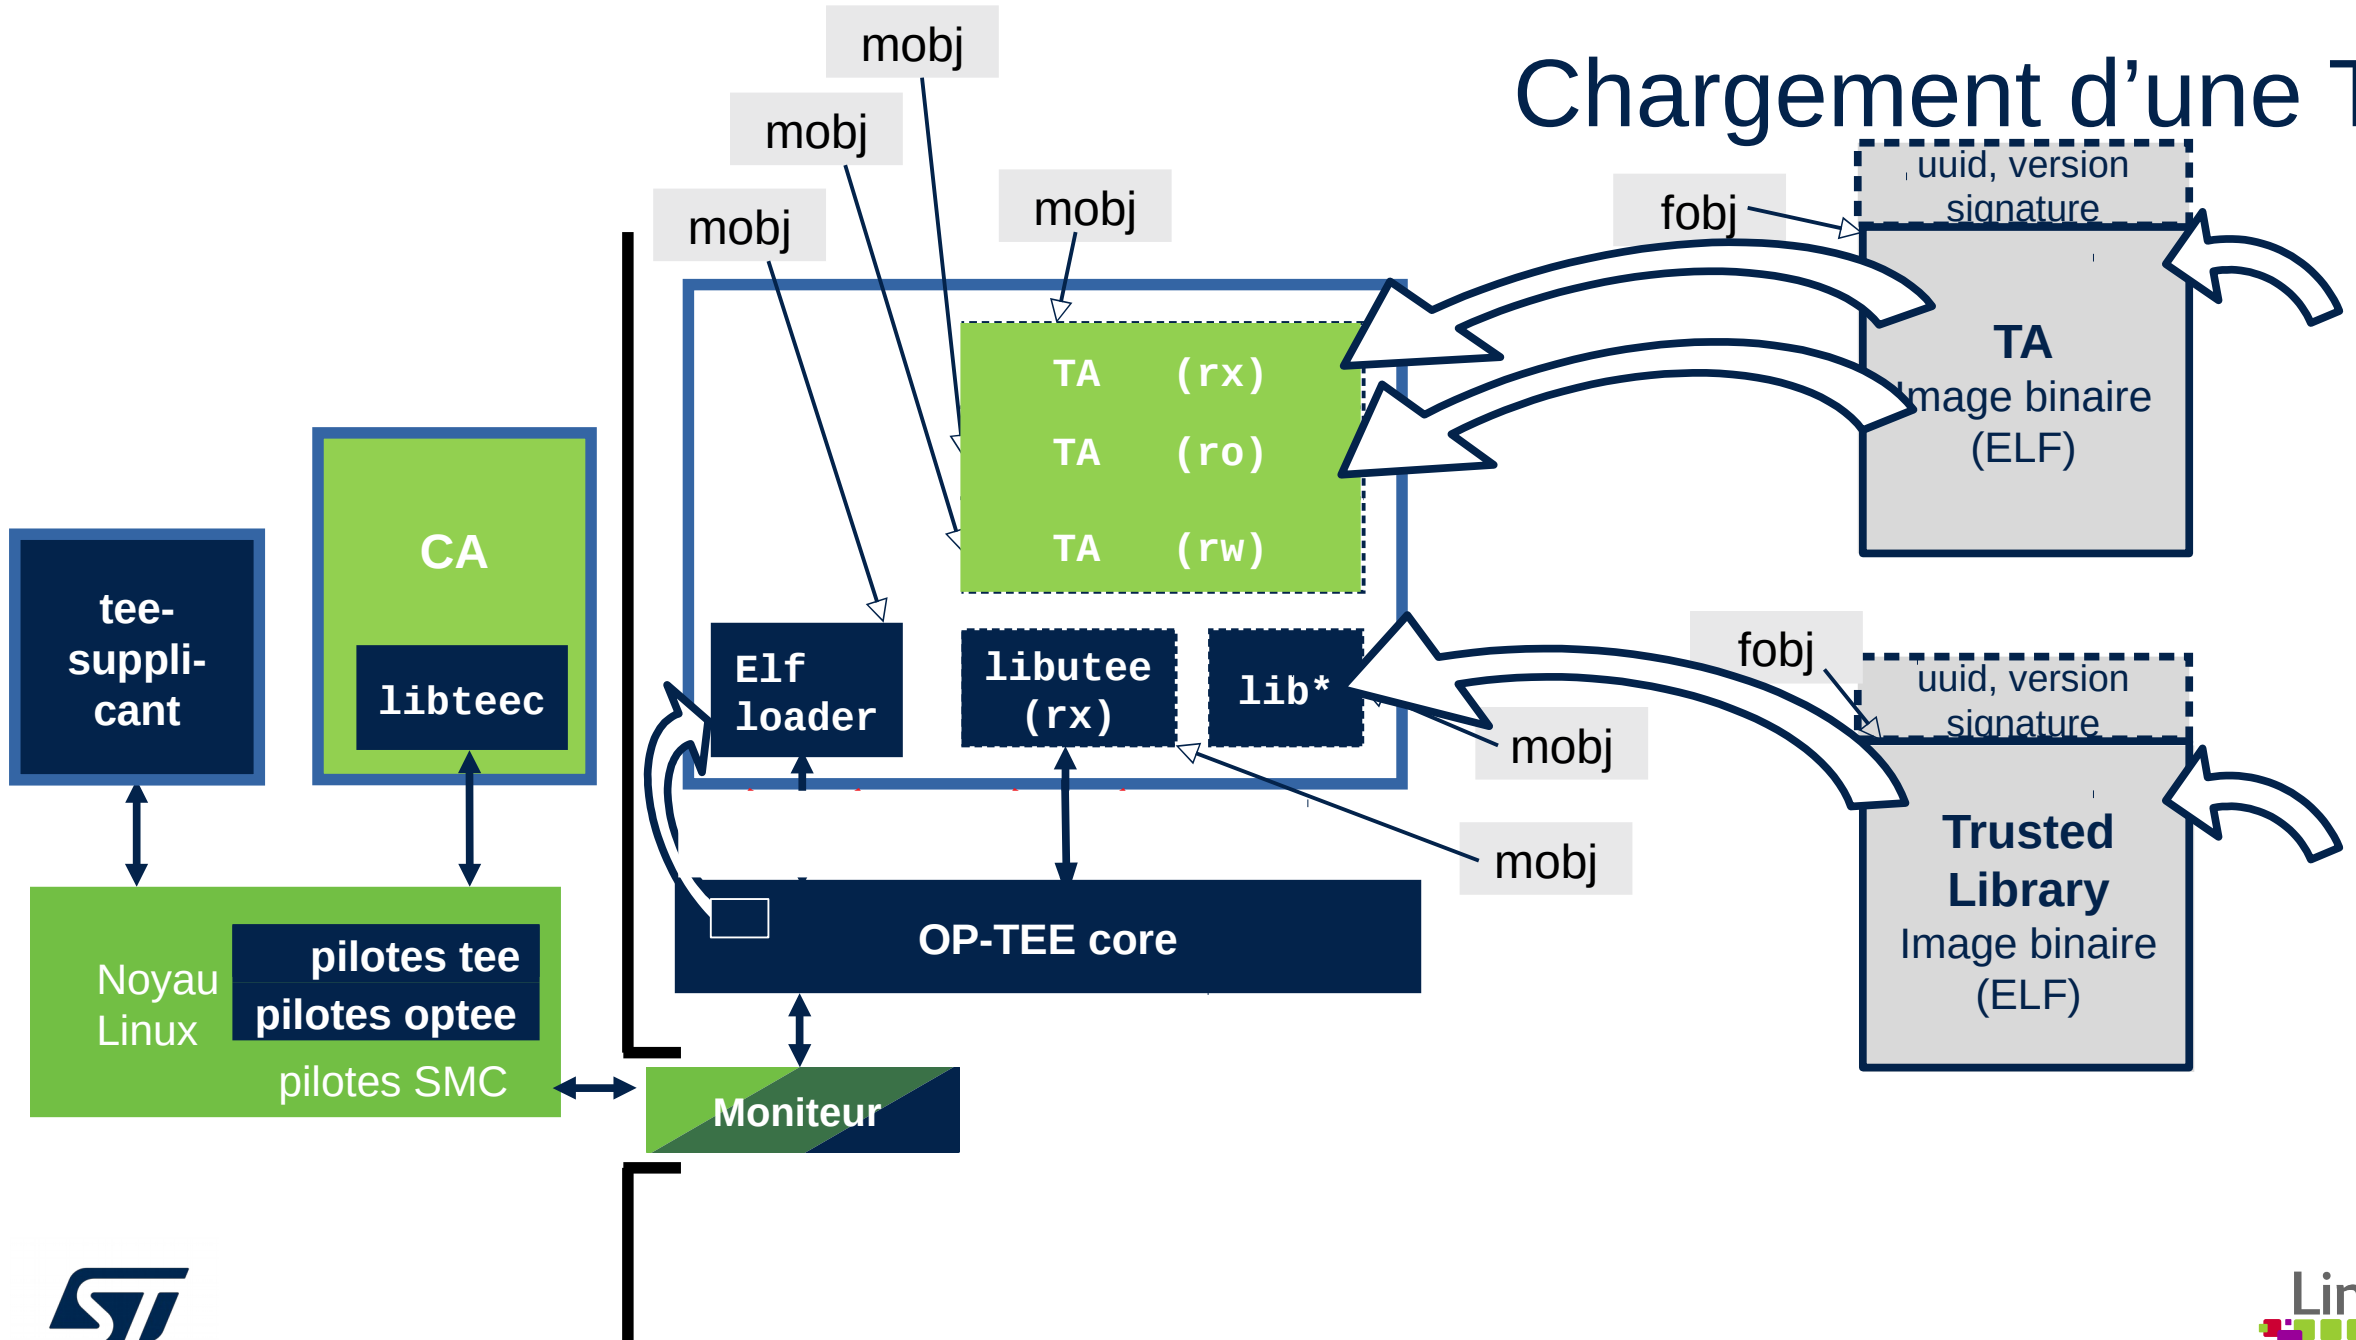 Chargement d’une T
mobj
mobj
mobj
mobj
fobj
uuid, version
signature
TA
Image binaire
(ELF)
TA (rx)
TA (ro)
TA (rw)
CA
libteec
tee-
suppli-
cant
Elf
loader
libutee
(rx)
lib*
fobj
uuid, version
signature
mobj
mobj
Trusted
Library
Image binaire
(ELF)
OP-TEE core
Noyau
Linux
pilotes tee
pilotes optee
pilotes SMC
Moniteur
ST
Lin